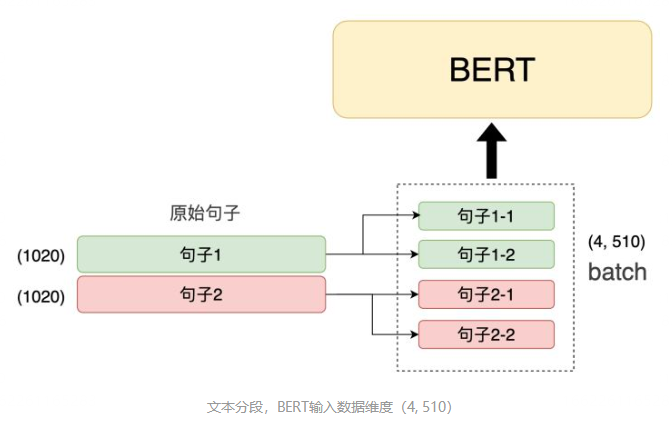 BERT
原始句子
(1020) 句子1
(1020) 句子2
句子1-1
句子1-2
句子2-1
句子2-2
(4, 510)
batch
文本分段，BERT输入数据维度（4, 510）